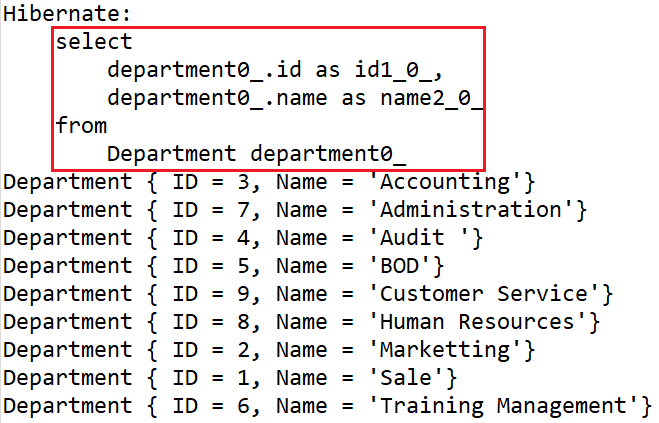 Hibernate:
    select
        department0_.id as id1_0_,
        department0_.name as name2_0_
    from
        Department department0_
Department { ID = 3, Name = 'Accounting'}
Department { ID = 7, Name = 'Administration'}
Department { ID = 4, Name = 'Audit '}
Department { ID = 5, Name = 'BOD'}
Department { ID = 9, Name = 'Customer Service'}
Department { ID = 8, Name = 'Human Resources'}
Department { ID = 2, Name = 'Marketting'}
Department { ID = 1, Name = 'Sale'}
Department { ID = 6, Name = 'Training Management'}